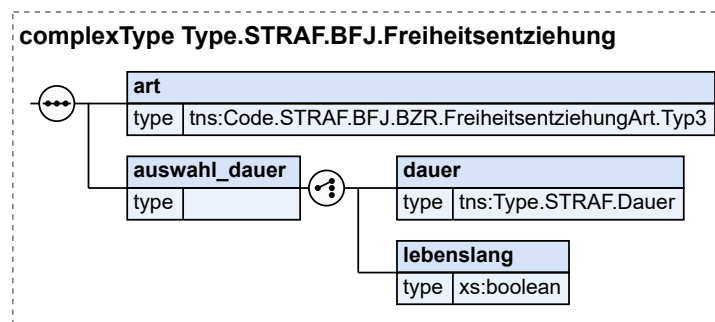 complexType Type.STRAF.BFJ.Freiheitsentziehung
art
type tns:Code.STRAF.BFJ.BZR.FreiheitsentziehungArt.Typ3
auswahl_dauer
type
dauer
type tns:Type.STRAF.Dauer
lebenslang
type xs:boolean